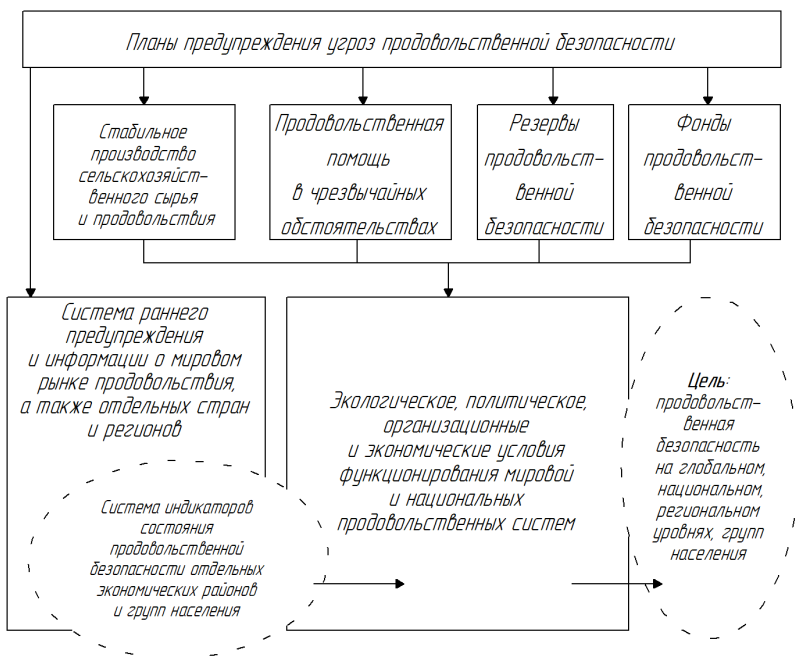 Планы предупреждения угроз продовольственной безопасности
Стабильное
производство
сельскохозяйст-
венного сырья
и продовольствия
Продовольственная
помощь
в чрезвычайных
обстоятельствах
Резервы
продовольст-
венной
безопасности
Фонды
продовольст-
венной
безопасности
Система раннего
предупреждения
и информации о мировом
рынке продовольствия,
а также отдельных стран
и регионов
Система индикаторов
состояния
продовольственной
безопасности отдельных
экономических районов
и групп населения
Экологическое, политическое,
организационные
и экономические условия
функционирования мировой
и национальных
продовольственных систем
Цель:
продовольст-
венная
безопасность
на глобальном,
национальном,
региональном
уровнях, групп
населения